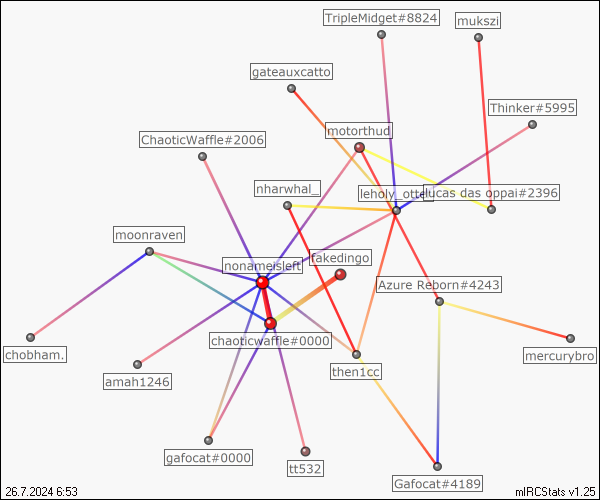 TripleMidget#8824
mukszi
gateauxcatto
Thinker#5995
motorthud
ChaoticWaffle#2006
nharwhal_
leholy_otte
lucas das oppai#2396
moonraven
fakedingo
nonameisleft
Azure Reborn#4243
chaoticwaffle#0000
chobham.
mercurybro
then1cc
amah1246
gafocat#0000
tt532
Gafocat#4189
26.7.2024 6:53
mIRCStats v1.25